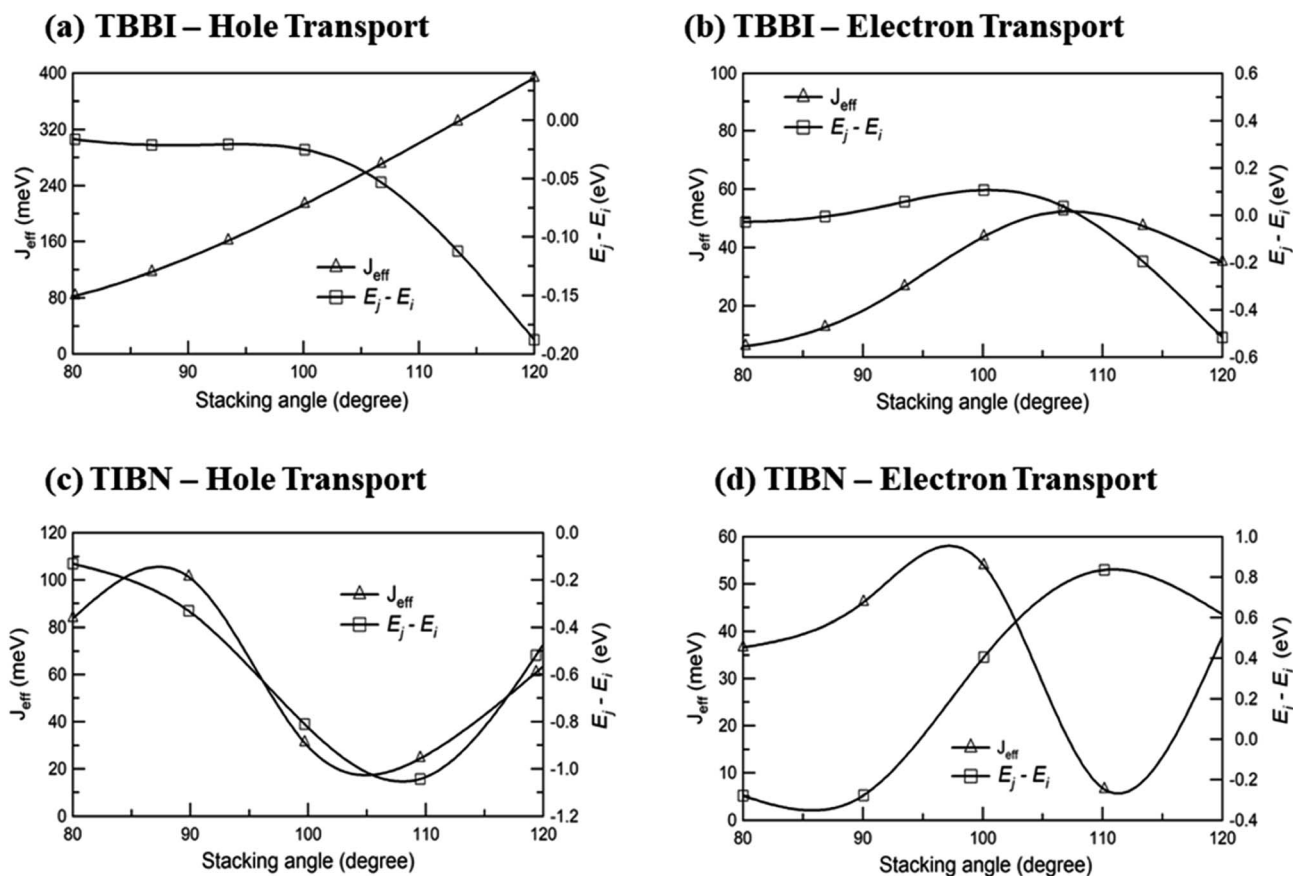 (a) TBBI – Hole Transport
400
320
240
160
80
0
J_eff (meV)
0.00
-0.05
-0.10
-0.15
-0.20
E_j - E_i (eV)
J_eff
E_j - E_i
80 90 100 110 120
Stacking angle (degree)
(b) TBBI – Electron Transport
100
80
60
40
20
J_eff (meV)
0.6
0.4
0.2
0.0
-0.2
-0.4
-0.6
E_j - E_i (eV)
J_eff
E_j - E_i
80 90 100 110 120
Stacking angle (degree)
(c) TIBN – Hole Transport
120
100
80
60
40
20
0
J_eff (meV)
0.0
-0.2
-0.4
-0.6
-0.8
-1.0
-1.2
E_j - E_i (eV)
J_eff
E_j - E_i
80 90 100 110 120
Stacking angle (degree)
(d) TIBN – Electron Transport
60
55
50
45
40
35
30
25
20
15
10
5
0
J_eff (meV)
1.0
0.8
0.6
0.4
0.2
0.0
-0.2
-0.4
E_j - E_i (eV)
J_eff
E_j - E_i
80 90 100 110 120
Stacking angle (degree)